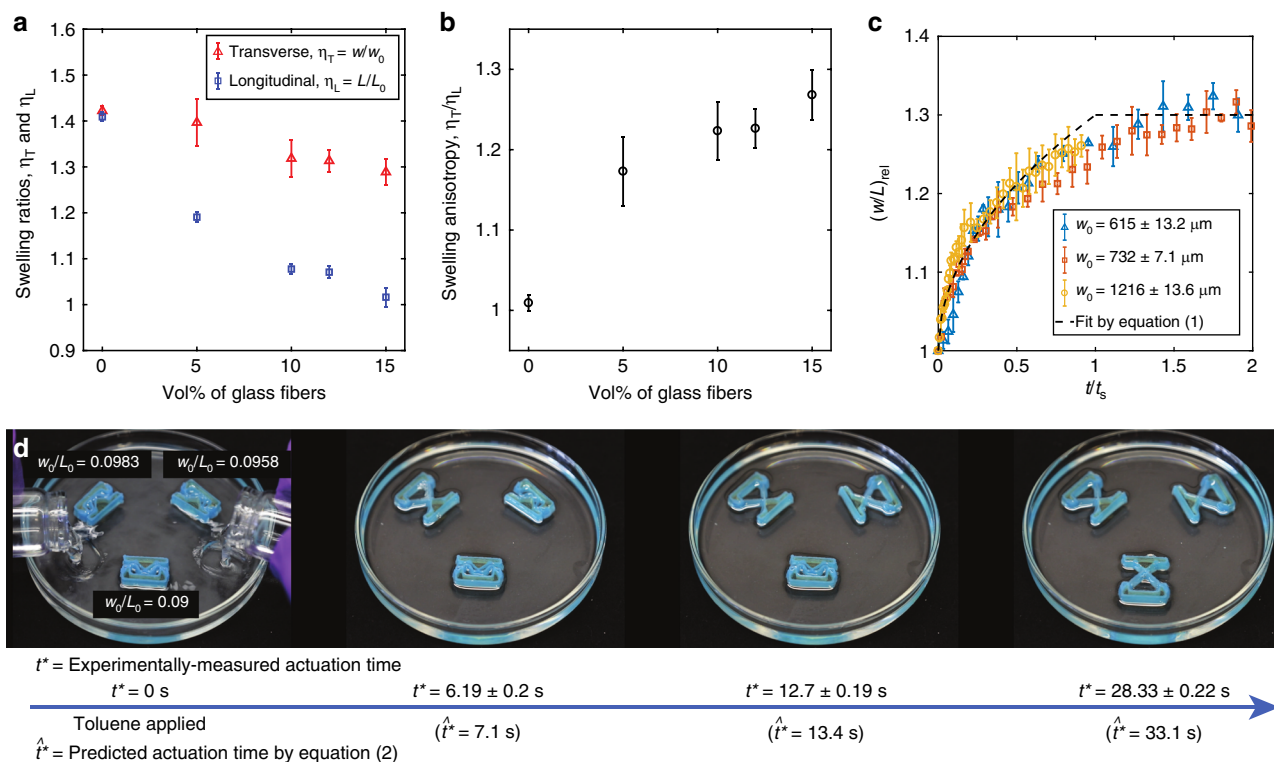 a
1.6
1.5
1.4
1.3
1.2
1.1
1
0.9
Swelling ratios, ηT and ηL
Transverse, ηT = w/w0
Longitudinal, ηL = L/L0
0 5 10 15
Vol% of glass fibers
b
1.3
1.2
1.1
1
Swelling anisotropy, ηT/ηL
0 5 10 15
Vol% of glass fibers
c
1.4
1.3
1.2
1.1
1
(w/L)rel
w0 = 615 ± 13.2 μm
w0 = 732 ± 7.1 μm
w0 = 1216 ± 13.6 μm
Fit by equation (1)
0 0.5 1 1.5 2
t/ts
d
w0/L0 = 0.0983 w0/L0 = 0.0958
w0/L0 = 0.09
t* = Experimentally-measured actuation time
t* = 0 s t* = 6.19 ± 0.2 s t* = 12.7 ± 0.19 s t* = 28.33 ± 0.22 s
Toluene applied (t̂* = 7.1 s) (t̂* = 13.4 s) (t̂* = 33.1 s)
t̂* = Predicted actuation time by equation (2)